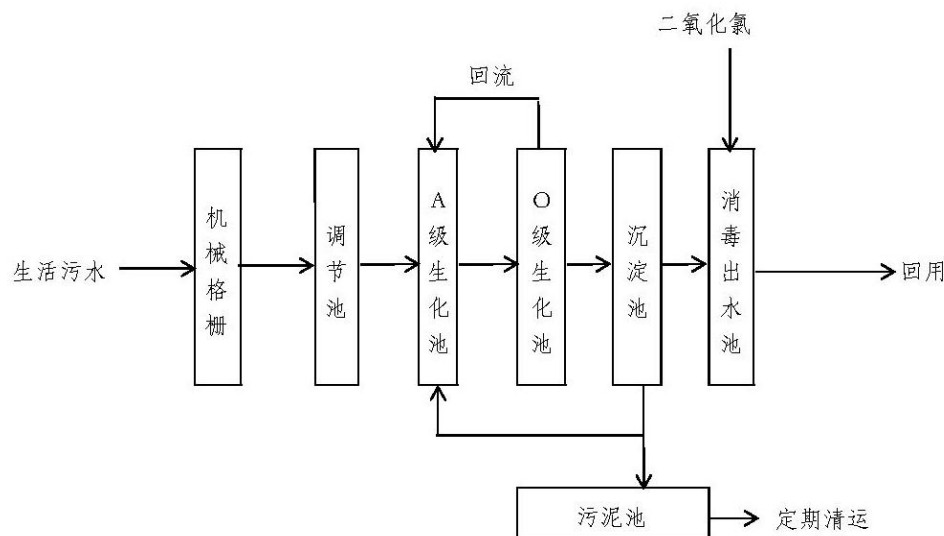 二氧化氯
回流
生活污水
机械格栅
调节池
A级生化池
O级生化池
沉淀池
消毒出水池
回用
污泥池
定期清运